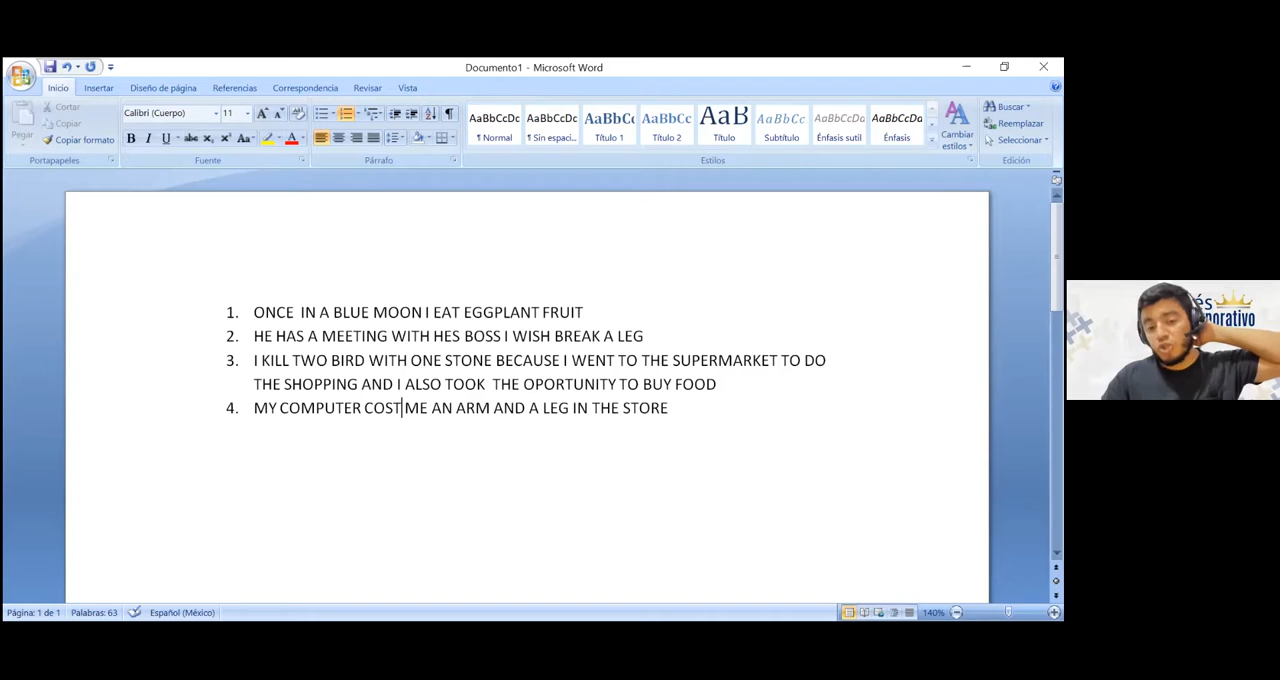 Documento1 - Microsoft Word
Inicio Insertar Diseño de página Referencias Correspondencia Revisar Vista
Pegar
Cortar
Copiar
Copiar formato
Portapapeles
Calibri (Cuerpo) 11
Fuente
Párrafo
AaBbCcDc AaBbCcDc AaBbCc AaBbCc AaB AaBbCc AaBbCcDa AaBbCcDa
¶ Normal ¶ Sin espaci... Título 1 Título 2 Título Subtítulo Énfasis sutil Énfasis
Cambiar
estilos
Estilos
Buscar
Reemplazar
Seleccionar
Edición
1. ONCE IN A BLUE MOON I EAT EGGPLANT FRUIT
2. HE HAS A MEETING WITH HES BOSS I WISH BREAK A LEG
3. I KILL TWO BIRD WITH ONE STONE BECAUSE I WENT TO THE SUPERMARKET TO DO
THE SHOPPING AND I ALSO TOOK THE OPORTUNITY TO BUY FOOD
4. MY COMPUTER COST ME AN ARM AND A LEG IN THE STORE
Página: 1 de 1 Palabras: 63 Español (México) 140%